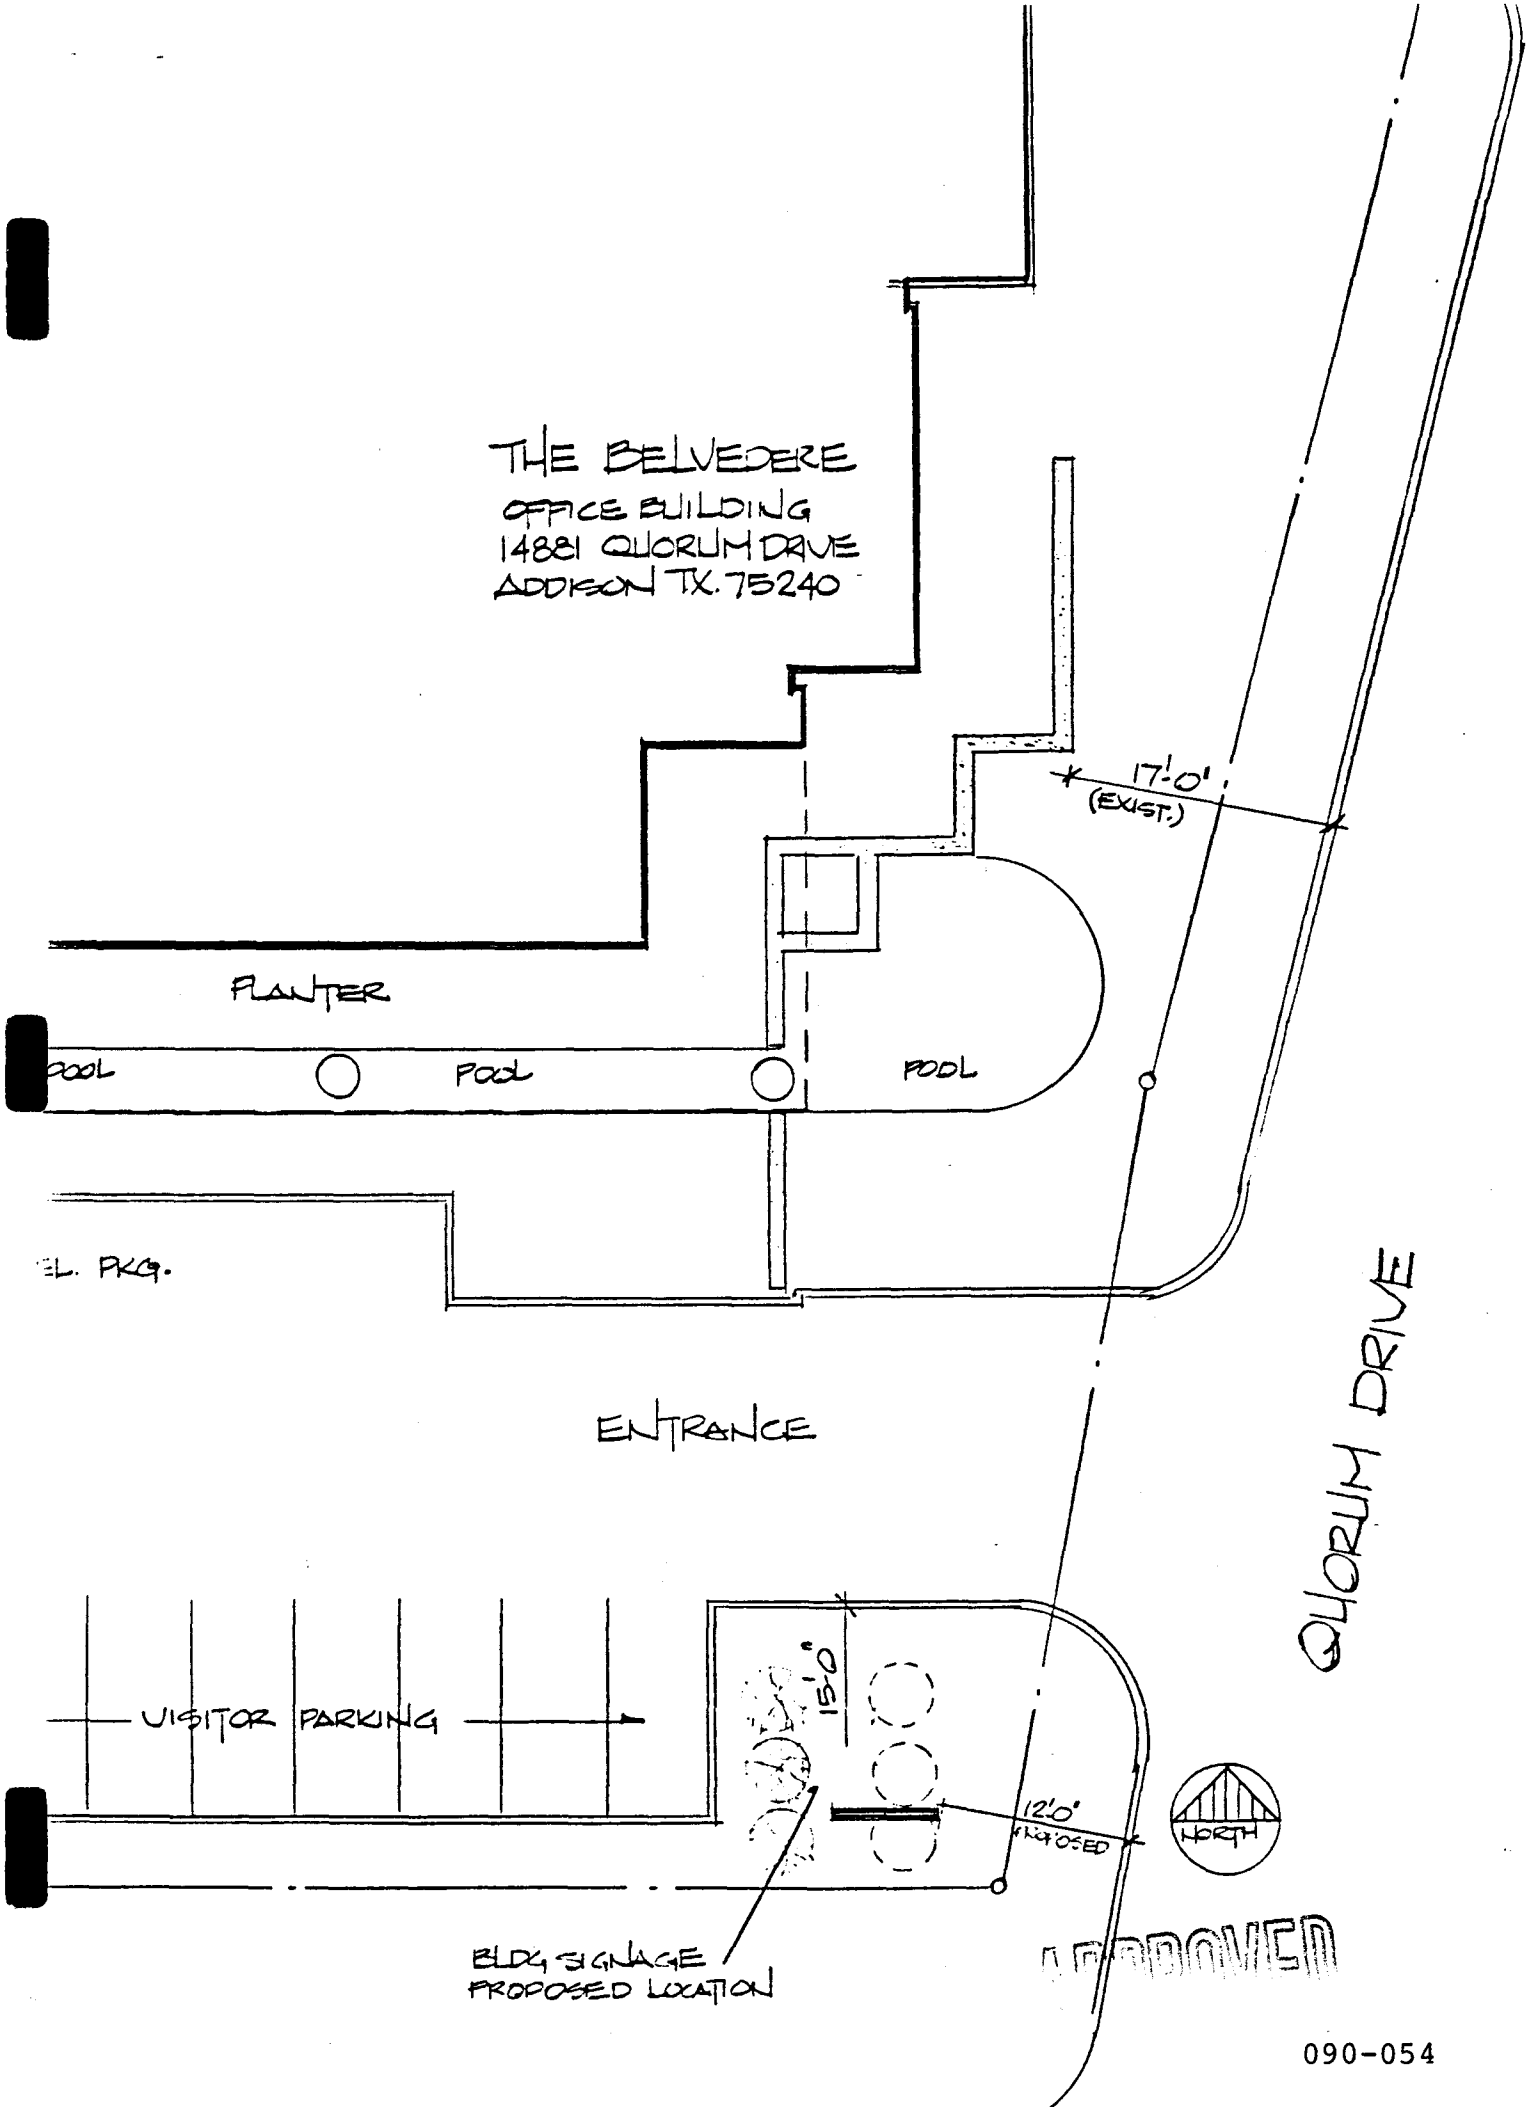 THE BELVEDERE
OFFICE BUILDING
14881 QUORUM DRIVE
ADDISON TX. 75240
17'-0"
(EXIST.)
PLANTER
POOL
POOL
POOL
EL. PKG.
ENTRANCE
QUORUM DRIVE
15'-0"
VISITOR PARKING
12'-0"
PROPOSED
NORTH
BLDG SIGNAGE
PROPOSED LOCATION
APPROVED
090-054